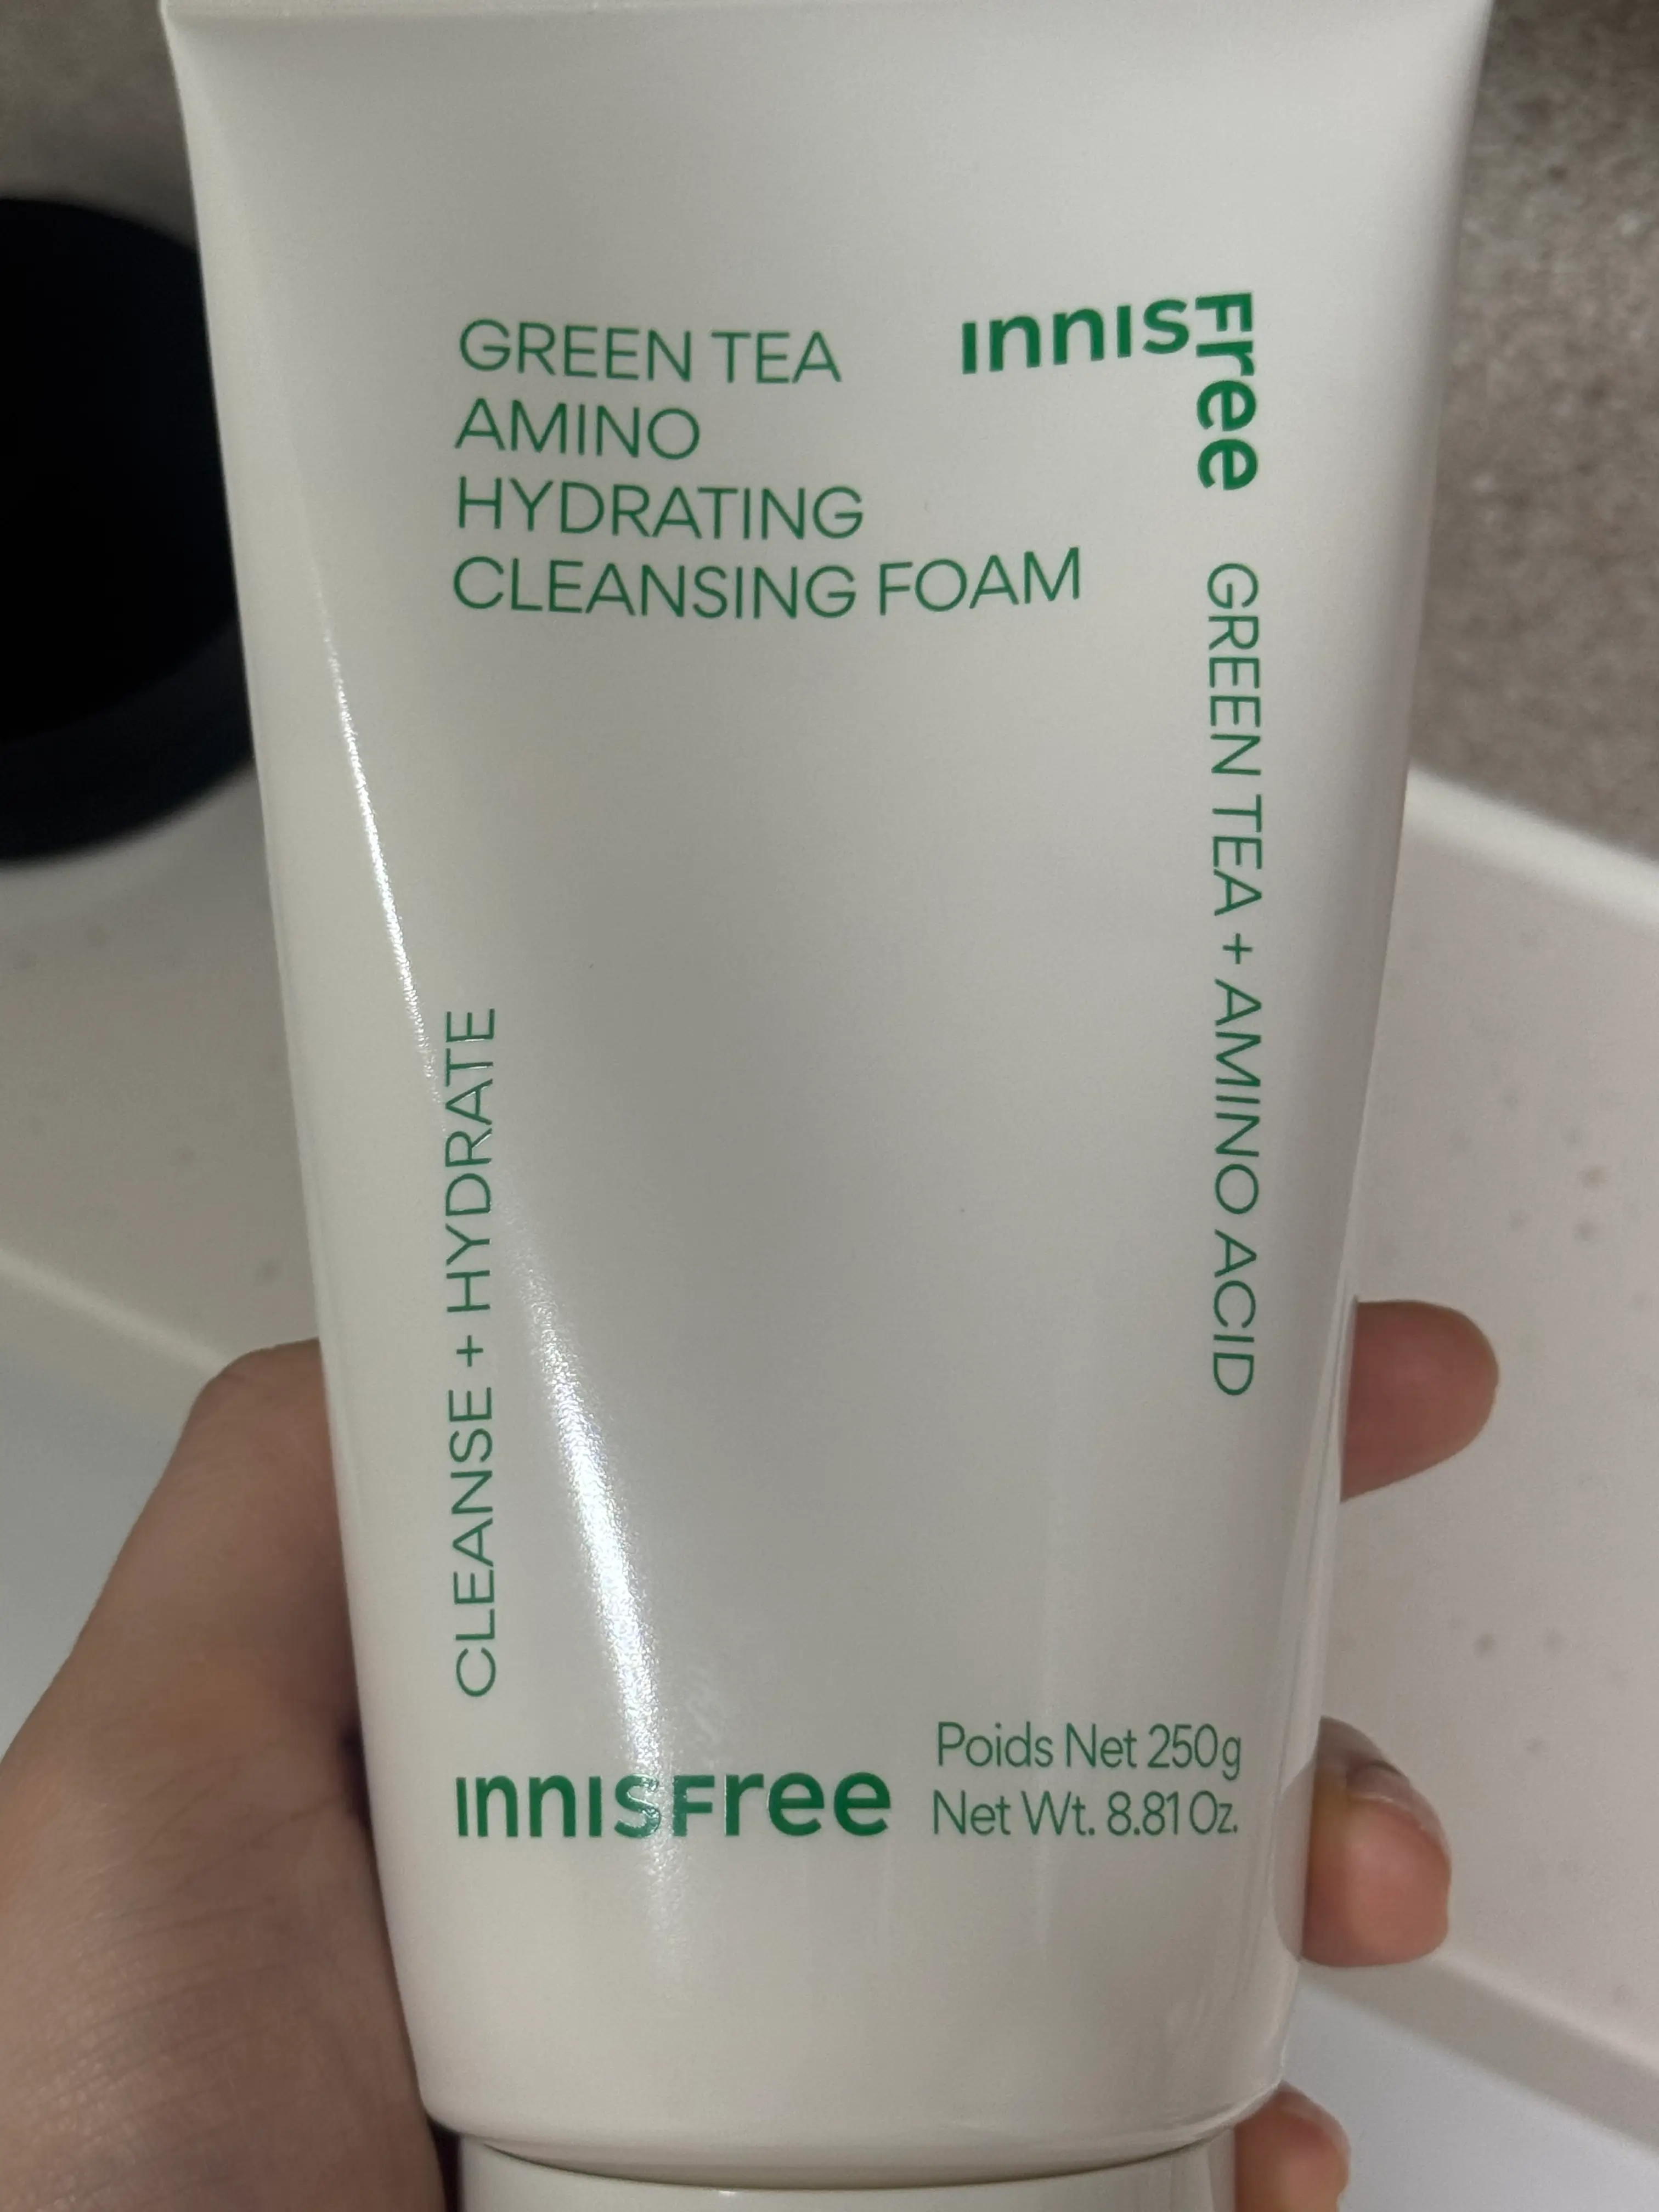 GREEN TEA
AMINO
HYDRATING
CLEANSING FOAM
innisFree
GREEN TEA + AMINO ACID
CLEANSE + HYDRATE
innisFree
Poids Net 250g
Net Wt. 8.81 Oz.